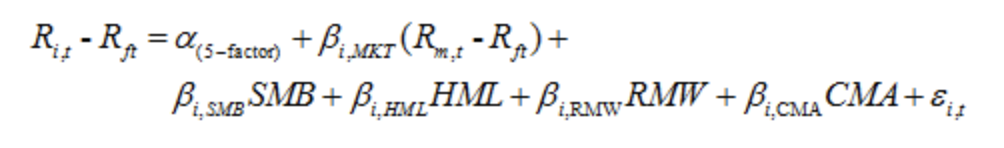 R_{i,t} - R_{ft} = α_{(5-factor)} + β_{i,MKT}(R_{m,t} - R_{ft}) +
β_{i,SMB}SMB + β_{i,HML}HML + β_{i,RMW}RMW + β_{i,CMA}CMA + ε_{i,t}